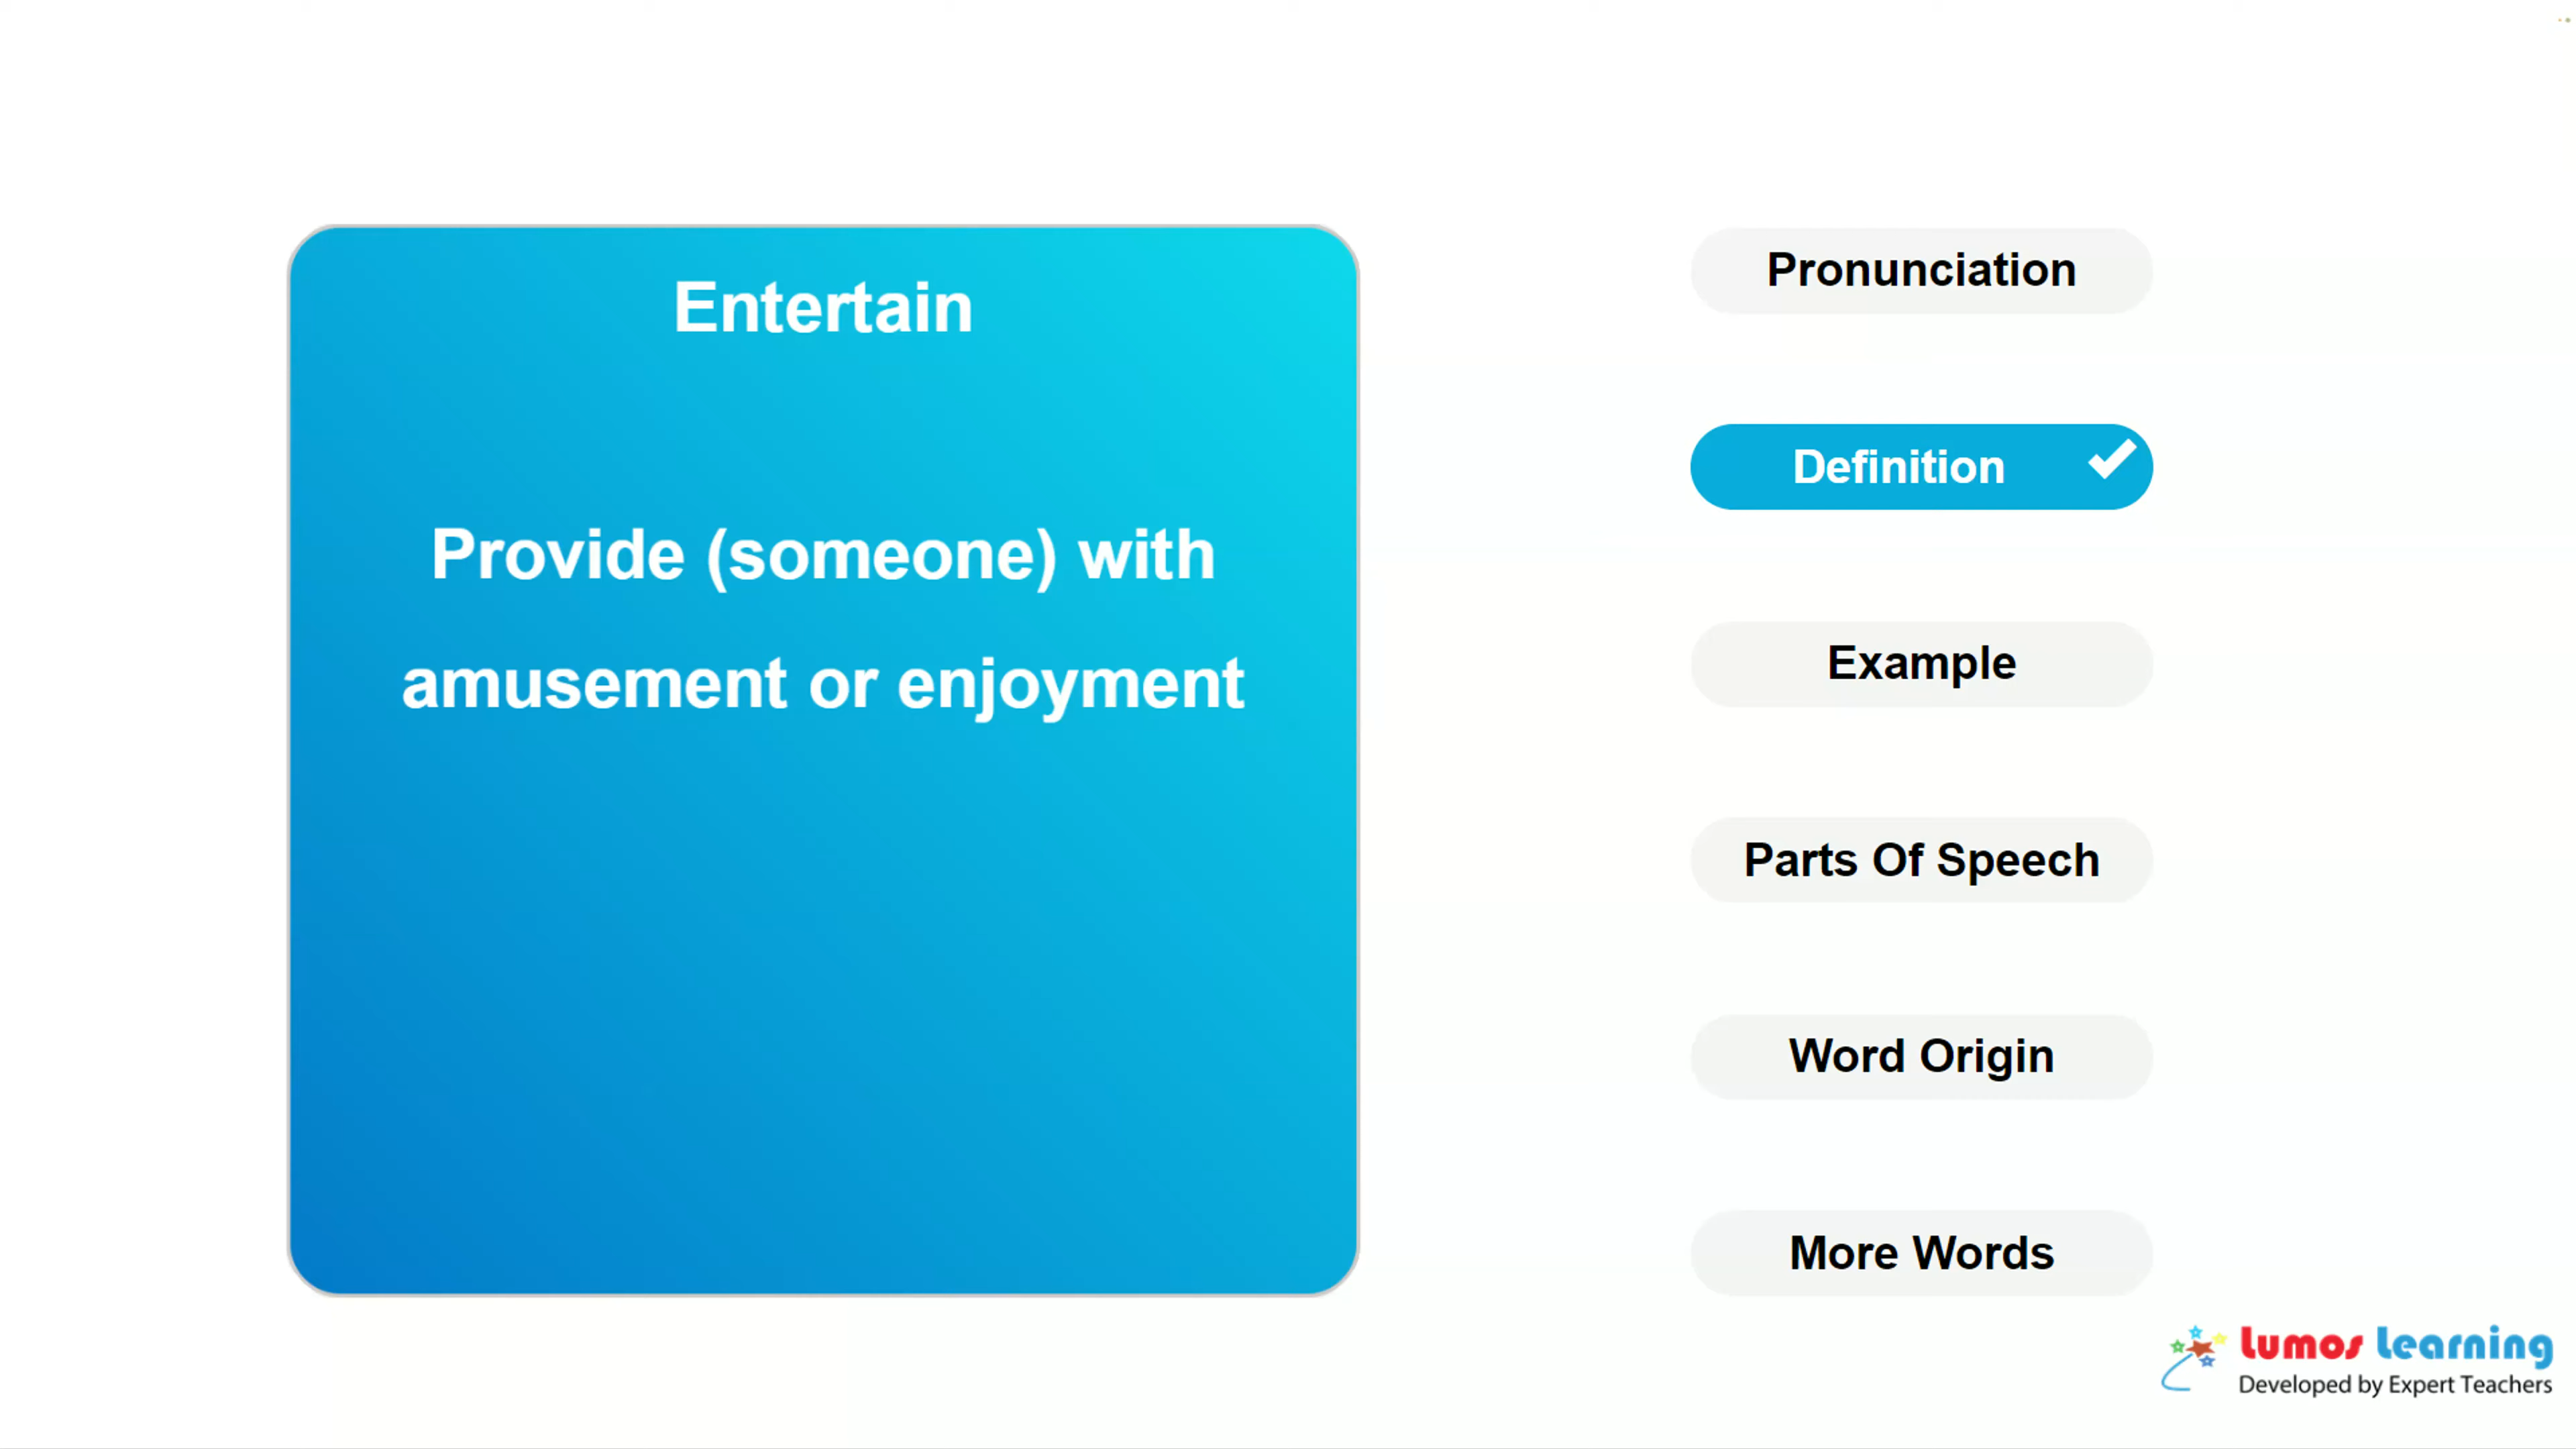 Entertain
Provide (someone) with
amusement or enjoyment
Pronunciation
Definition
Example
Parts Of Speech
Word Origin
More Words
Lumos Learning
Developed by Expert Teachers